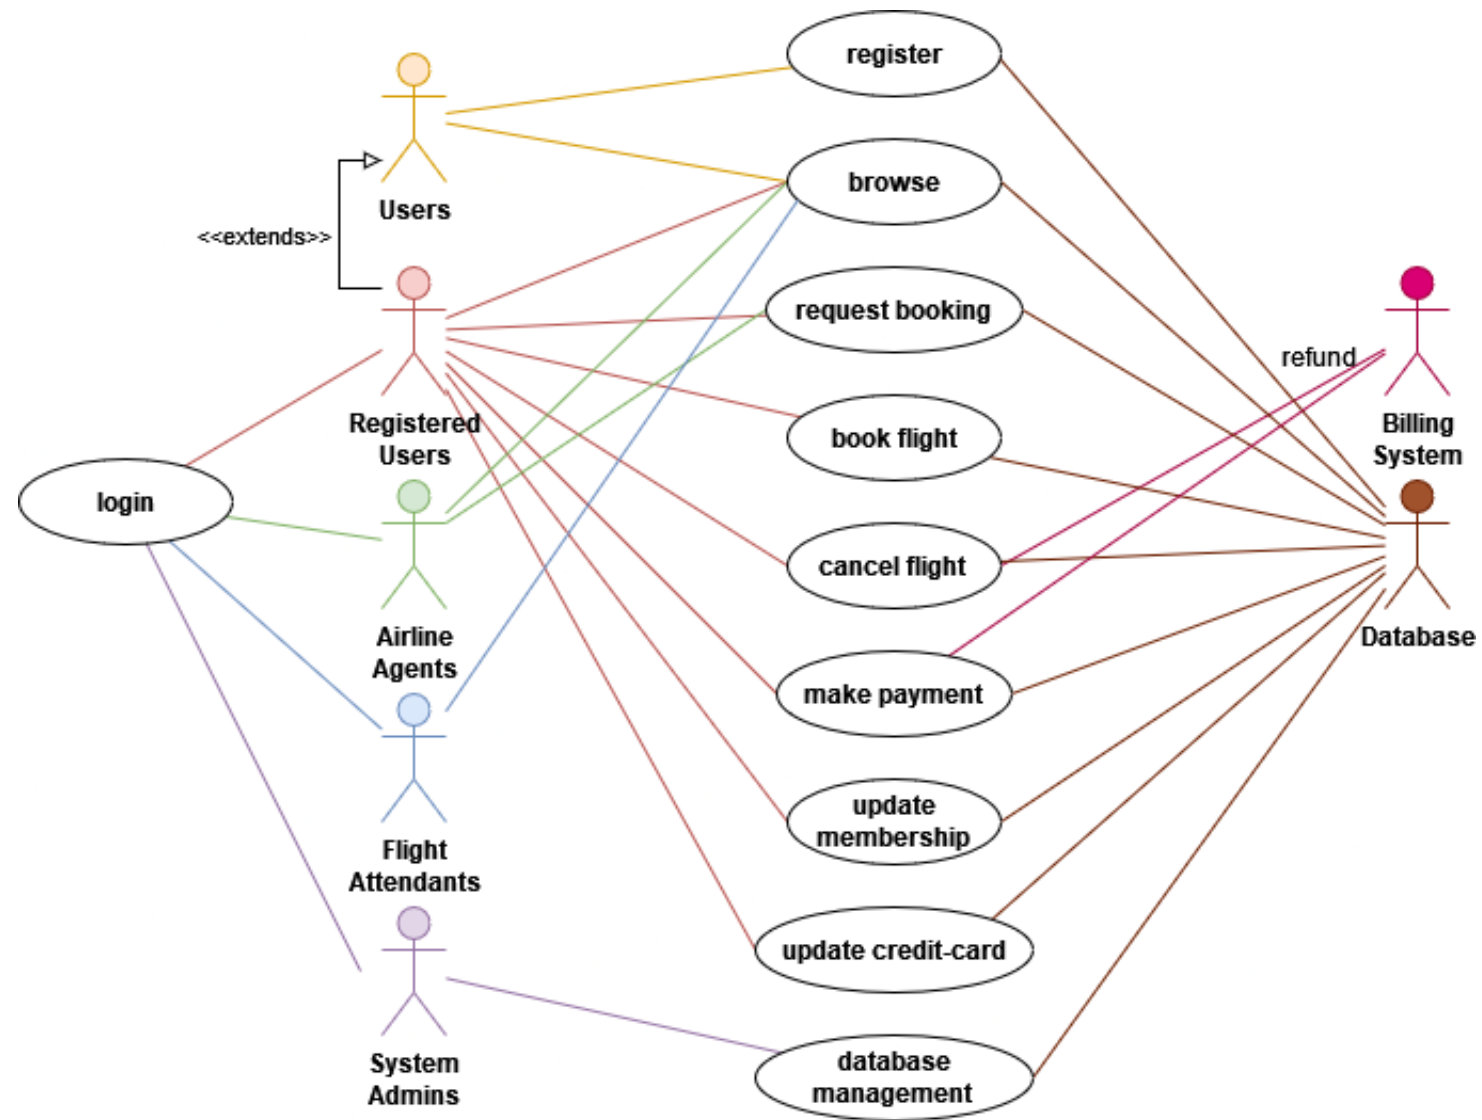 register
browse
Users
<<extends>>
request booking
refund
Registered
Users
book flight
Billing
System
login
cancel flight
Airline
Agents
Database
make payment
update
membership
Flight
Attendants
update credit-card
System
Admins
database
management